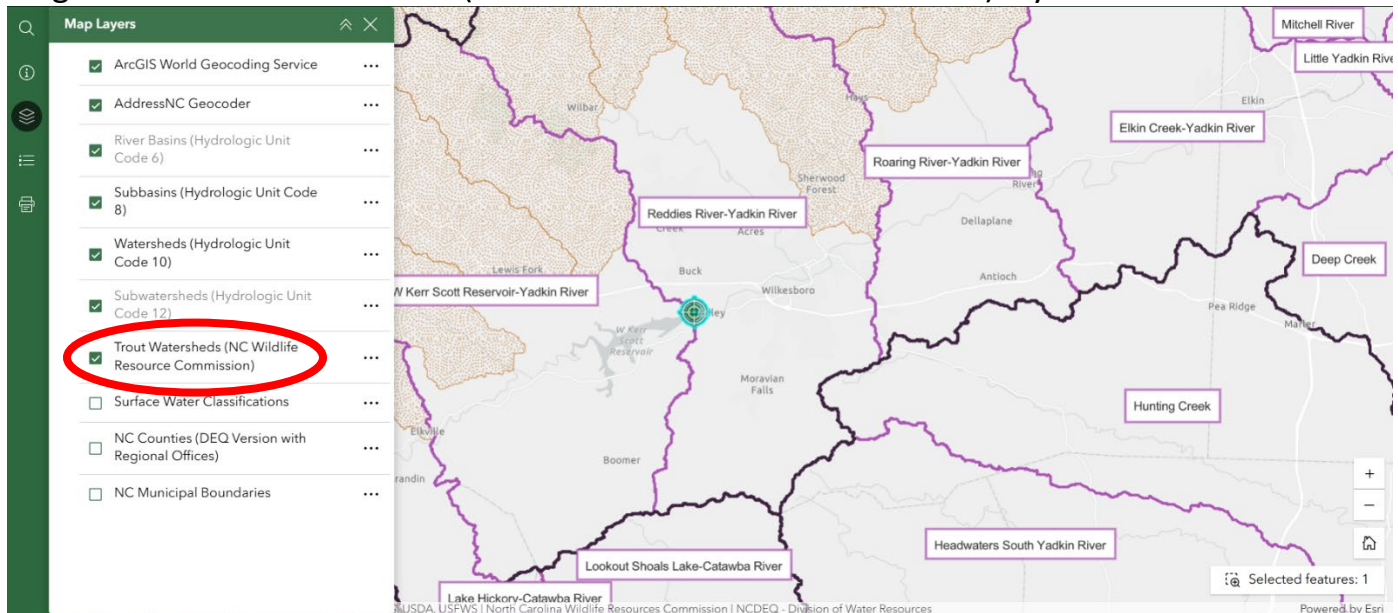 Map Layers
ArcGIS World Geocoding Service
AddressNC Geocoder
River Basins (Hydrologic Unit
Code 6)
Subbasins (Hydrologic Unit Code
8)
Watersheds (Hydrologic Unit
Code 10)
Subwatersheds (Hydrologic Unit
Code 12)
Trout Watersheds (NC Wildlife
Resource Commission)
Surface Water Classifications
NC Counties (DEQ Version with
Regional Offices)
NC Municipal Boundaries
Mitchell River
Little Yadkin Rive
Wilbar
Hays
Elkin
Elkin Creek-Yadkin River
Roaring River-Yadkin River
Sherwood
Forest
River
Reddies River-Yadkin River
Creek
Acres
Dellaplane
Deep Creek
Lewis Fork
Buck
Antioch
W Kerr Scott Reservoir-Yadkin River
Wilkesboro
Pea Ridge
ley
Marler
W Kerr
Scott
Reservoir
Moravian
Falls
Hunting Creek
Elkville
Boomer
randin
Headwaters South Yadkin River
Lookout Shoals Lake-Catawba River
Selected features: 1
Lake Hickory-Catawba River
USDA, USFWS | North Carolina Wildlife Resources Commission | NCDEQ - Division of Water Resources
Powered by Esri